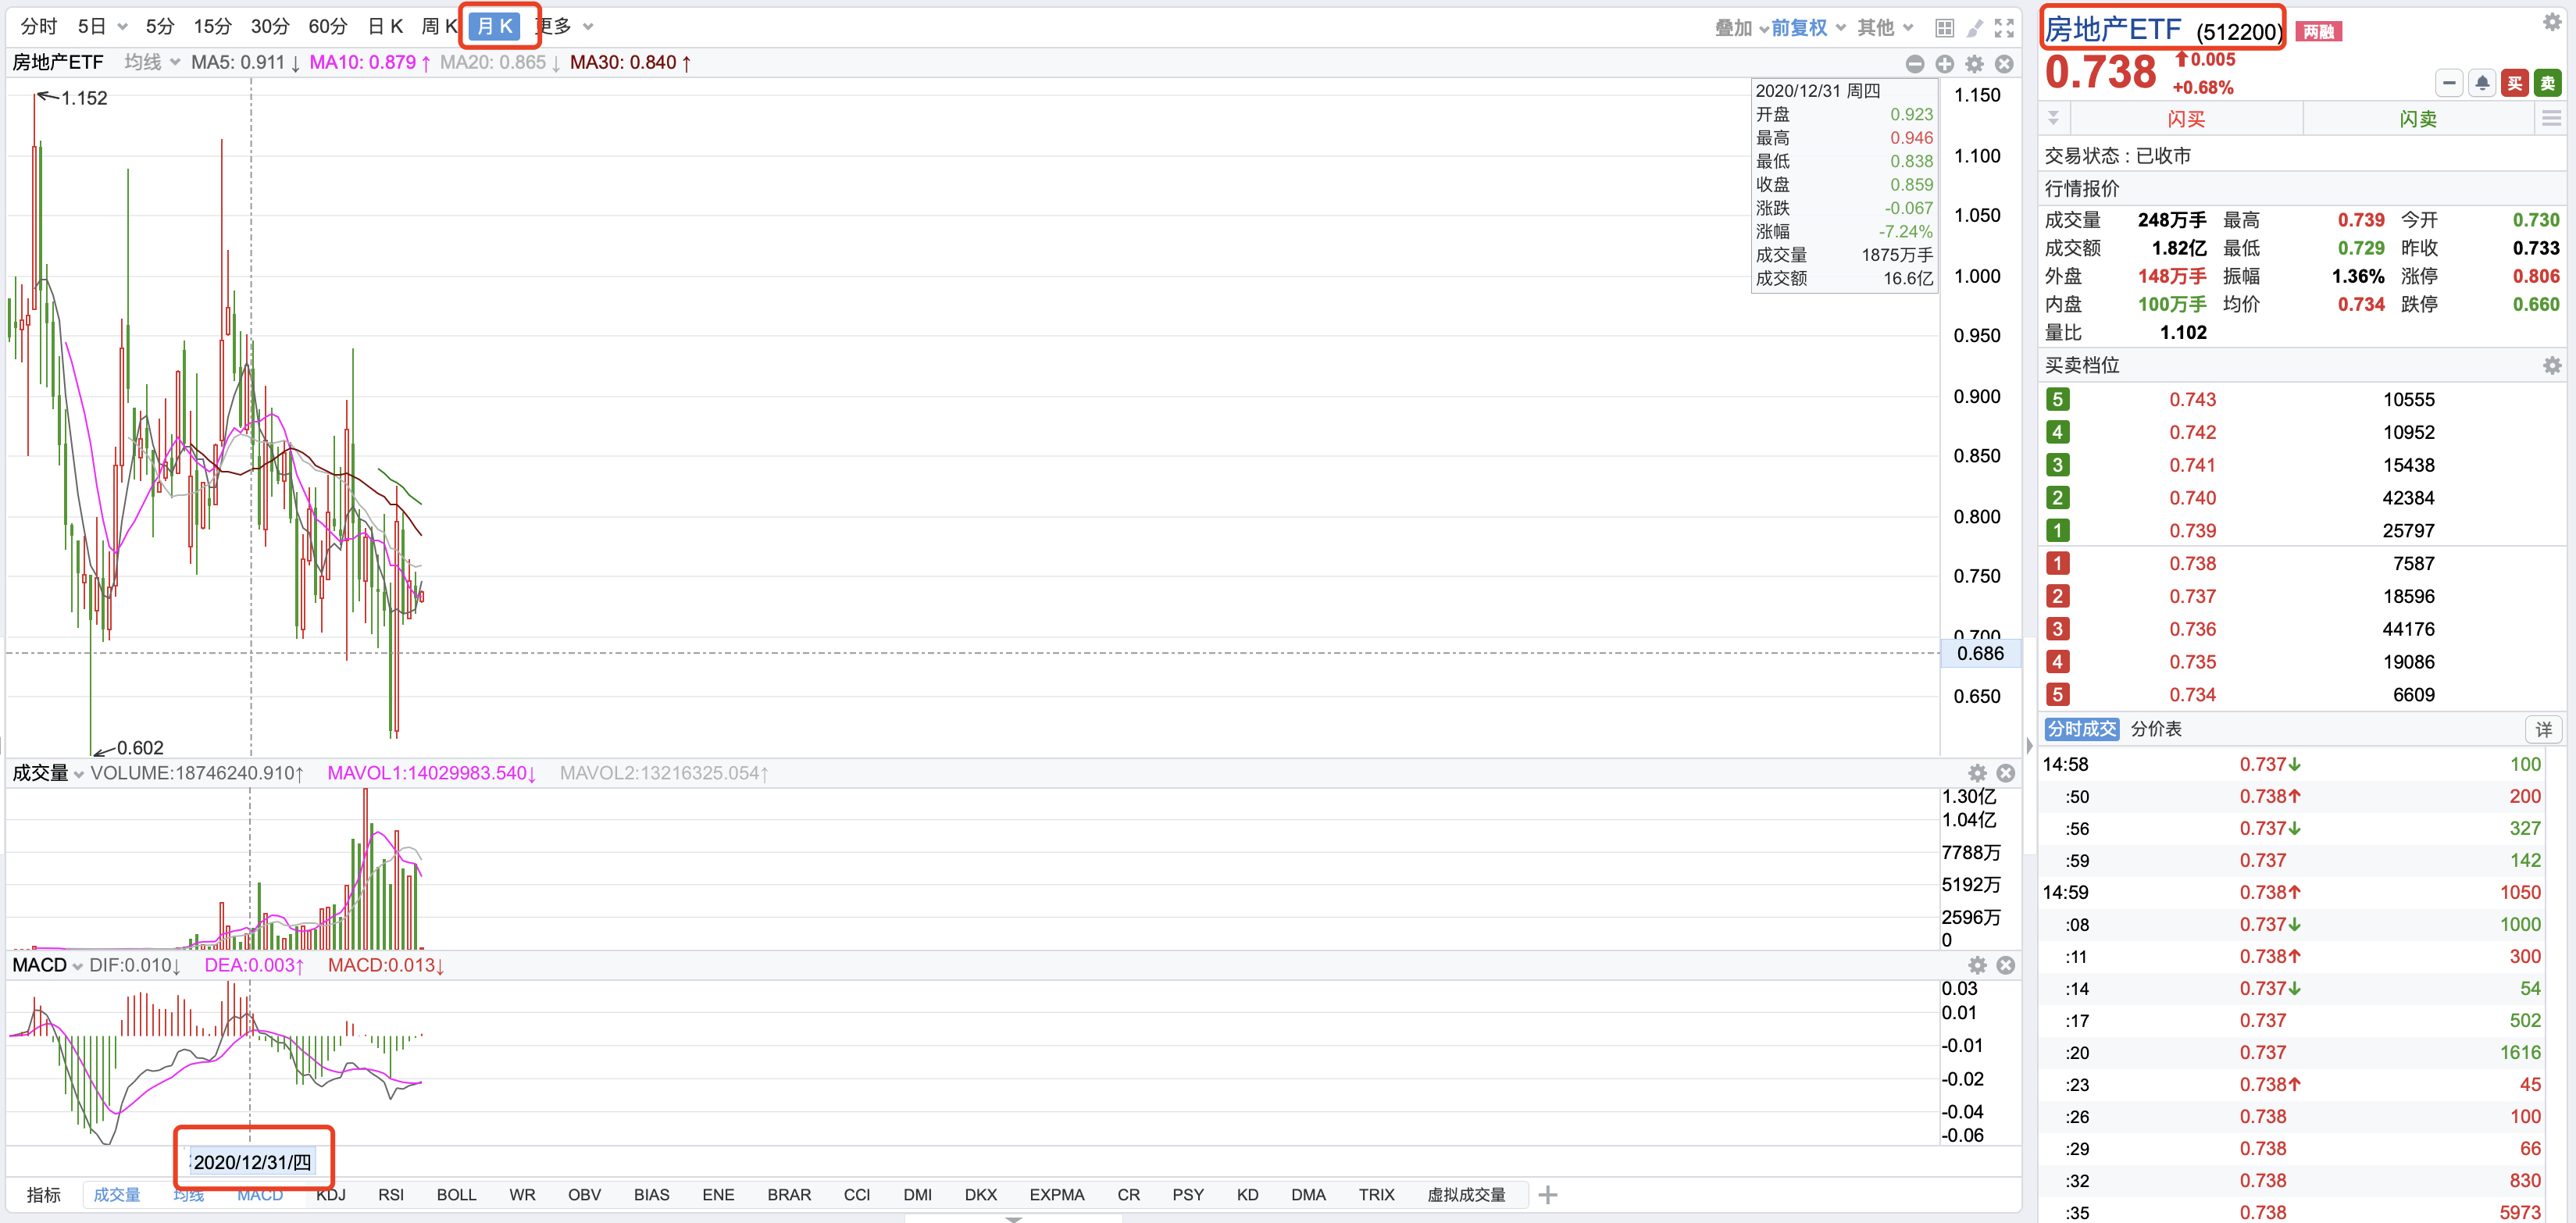 分时 5日 5分 15分 30分 60分 日K 周K 月K 更多 叠加 前复权 其他
房地产ETF 均线 MA5: 0.911↓ MA10: 0.879↑ MA20: 0.865↓ MA30: 0.840↑
1.152
0.602
2020/12/31 周四
开盘 0.923
最高 0.946
最低 0.838
收盘 0.859
涨跌 -0.067
涨幅 -7.24%
成交量 1875万手
成交额 16.6亿
1.150
1.100
1.050
1.000
0.950
0.900
0.850
0.800
0.750
0.700
0.686
0.650
成交量 VOLUME:18746240.910↑ MAVOL1:14029983.540↓ MAVOL2:13216325.054↑
1.30亿
1.04亿
7788万
5192万
2596万
0
MACD DIF:0.010↓ DEA:0.003↑ MACD:0.013↓
0.03
0.01
-0.01
-0.02
-0.04
-0.06
2020/12/31/四
指标 成交量 均线 MACD KDJ RSI BOLL WR OBV BIAS ENE BRAR CCI DMI DKX EXPMA CR PSY KD DMA TRIX 虚拟成交量
房地产ETF (512200) 两融
0.738 ↑0.005
+0.68%
买 卖
闪买 闪卖
交易状态 : 已收市
行情报价
成交量 248万手 最高 0.739 今开 0.730
成交额 1.82亿 最低 0.729 昨收 0.733
外盘 148万手 振幅 1.36% 涨停 0.806
内盘 100万手 均价 0.734 跌停 0.660
量比 1.102
买卖档位
5 0.743 10555
4 0.742 10952
3 0.741 15438
2 0.740 42384
1 0.739 25797
1 0.738 7587
2 0.737 18596
3 0.736 44176
4 0.735 19086
5 0.734 6609
分时成交 分价表 详
14:58 0.737↓ 100
:50 0.738↑ 200
:56 0.737↓ 327
:59 0.737 142
14:59 0.738↑ 1050
:08 0.737↓ 1000
:11 0.738↑ 300
:14 0.737↓ 54
:17 0.737 502
:20 0.737 1616
:23 0.738↑ 45
:26 0.738 100
:29 0.738 66
:32 0.738 830
:35 0.738 5973